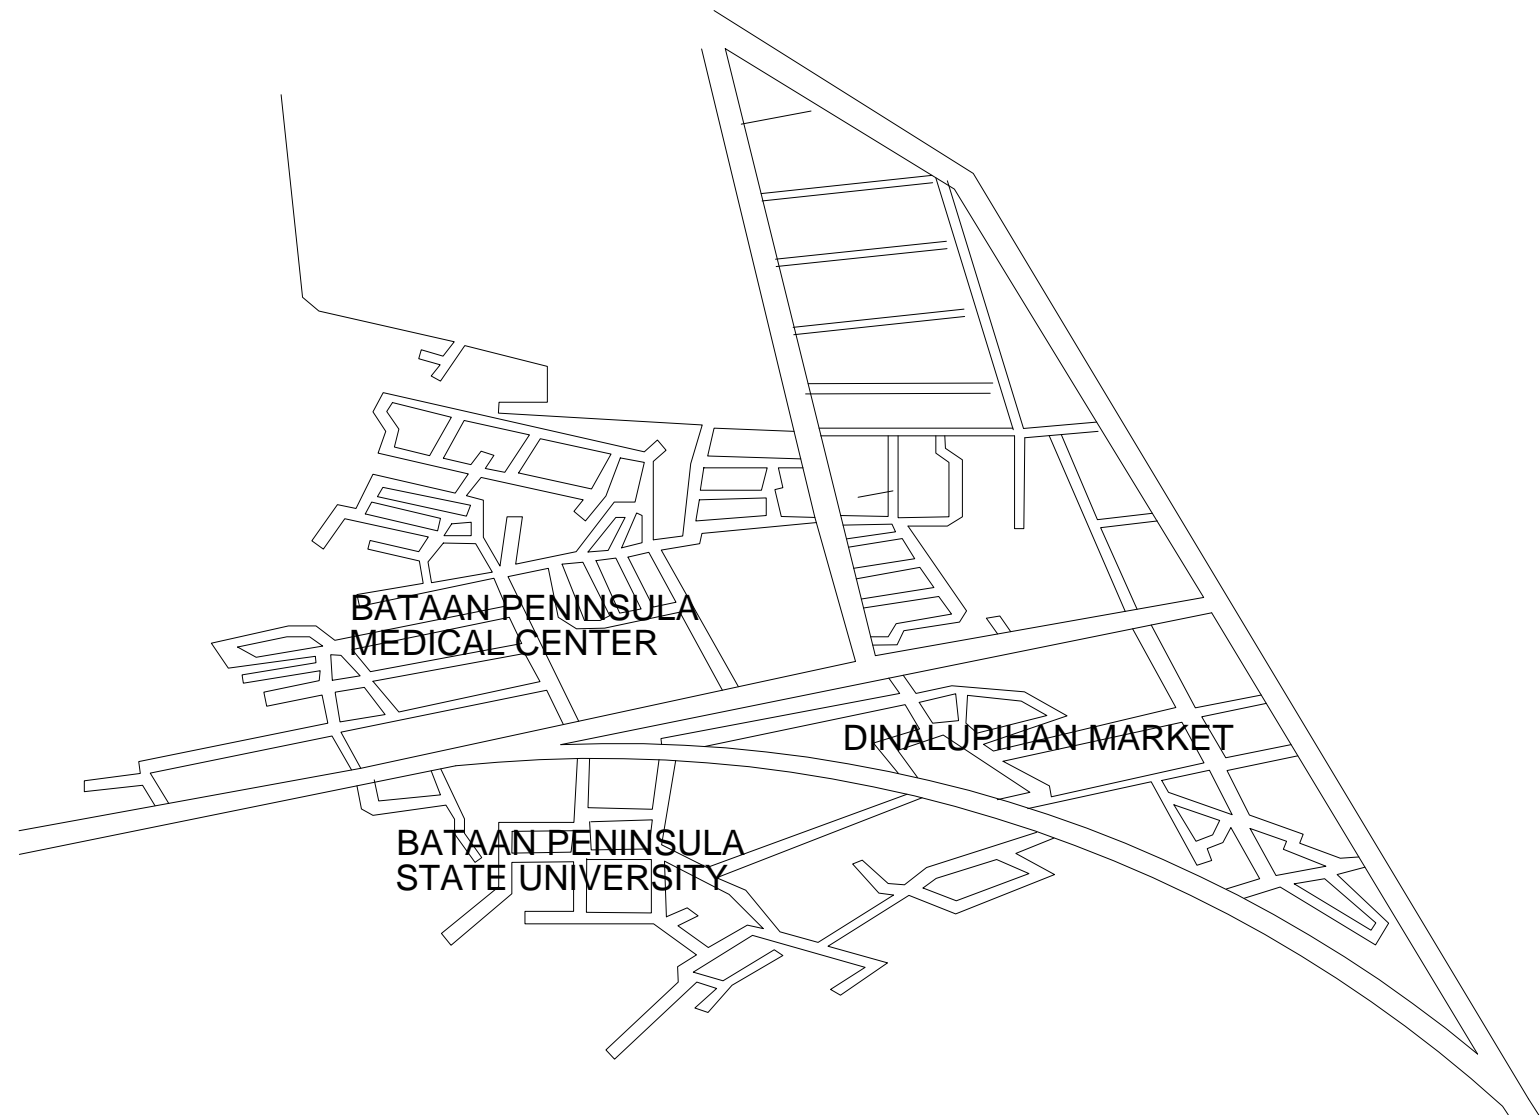 BATAAN PENINSULA
MEDICAL CENTER
DINALUPIHAN MARKET
BATAAN PENINSULA
STATE UNIVERSITY